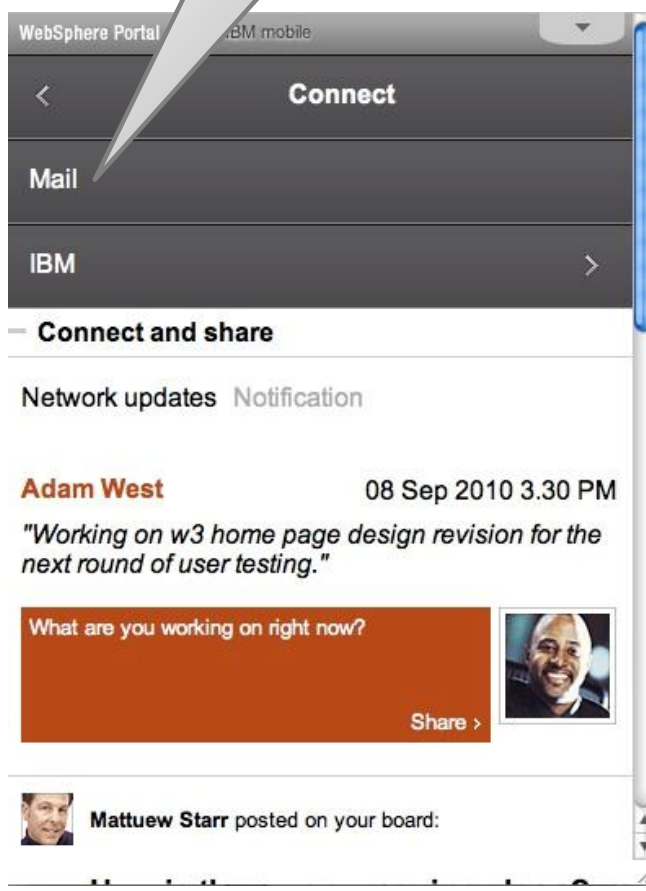 WebSphere Portal IBM mobile
Connect
Mail
IBM
Connect and share
Network updates Notification
Adam West 08 Sep 2010 3.30 PM
"Working on w3 home page design revision for the
next round of user testing."
What are you working on right now?
Share ›
Mattuew Starr posted on your board: